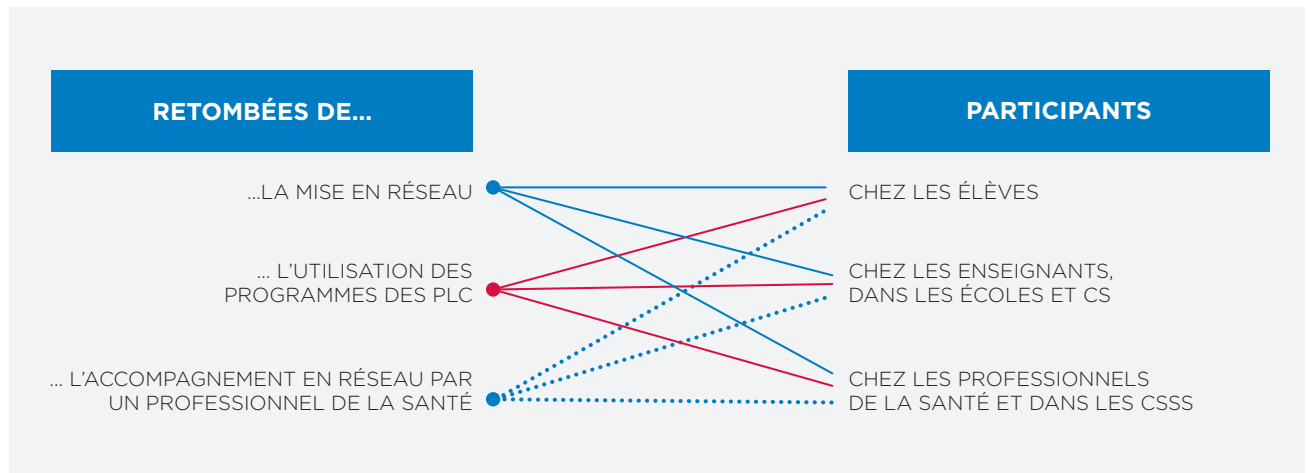 RETOMBÉES DE...
PARTICIPANTS
...LA MISE EN RÉSEAU
CHEZ LES ÉLÈVES
... L'UTILISATION DES
PROGRAMMES DES PLC
CHEZ LES ENSEIGNANTS,
DANS LES ÉCOLES ET CS
... L'ACCOMPAGNEMENT EN RÉSEAU PAR
UN PROFESSIONNEL DE LA SANTÉ
CHEZ LES PROFESSIONNELS
DE LA SANTÉ ET DANS LES CSSS